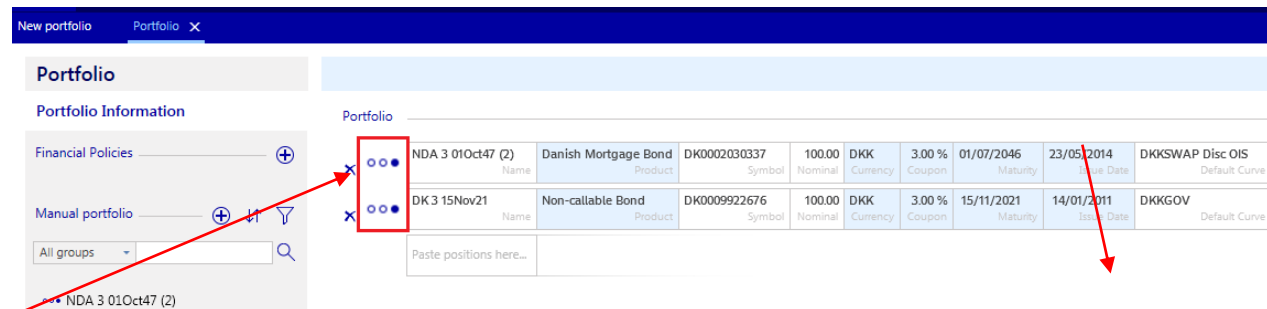 New portfolio Portfolio X
Portfolio
Portfolio Information
Portfolio
Financial Policies
NDA 3 01Oct47 (2) Danish Mortgage Bond DK0002030337 100.00 DKK 3.00 % 01/07/2046 23/05/2014 DKKSWAP Disc OIS
Name Product Symbol Nominal Currency Coupon Maturity Issue Date Default Curve
Manual portfolio
DK 3 15Nov21 Non-callable Bond DK0009922676 100.00 DKK 3.00 % 15/11/2021 14/01/2011 DKKGOV
Name Product Symbol Nominal Currency Coupon Maturity Issue Date Default Curve
All groups
Paste positions here...
NDA 3 01Oct47 (2)